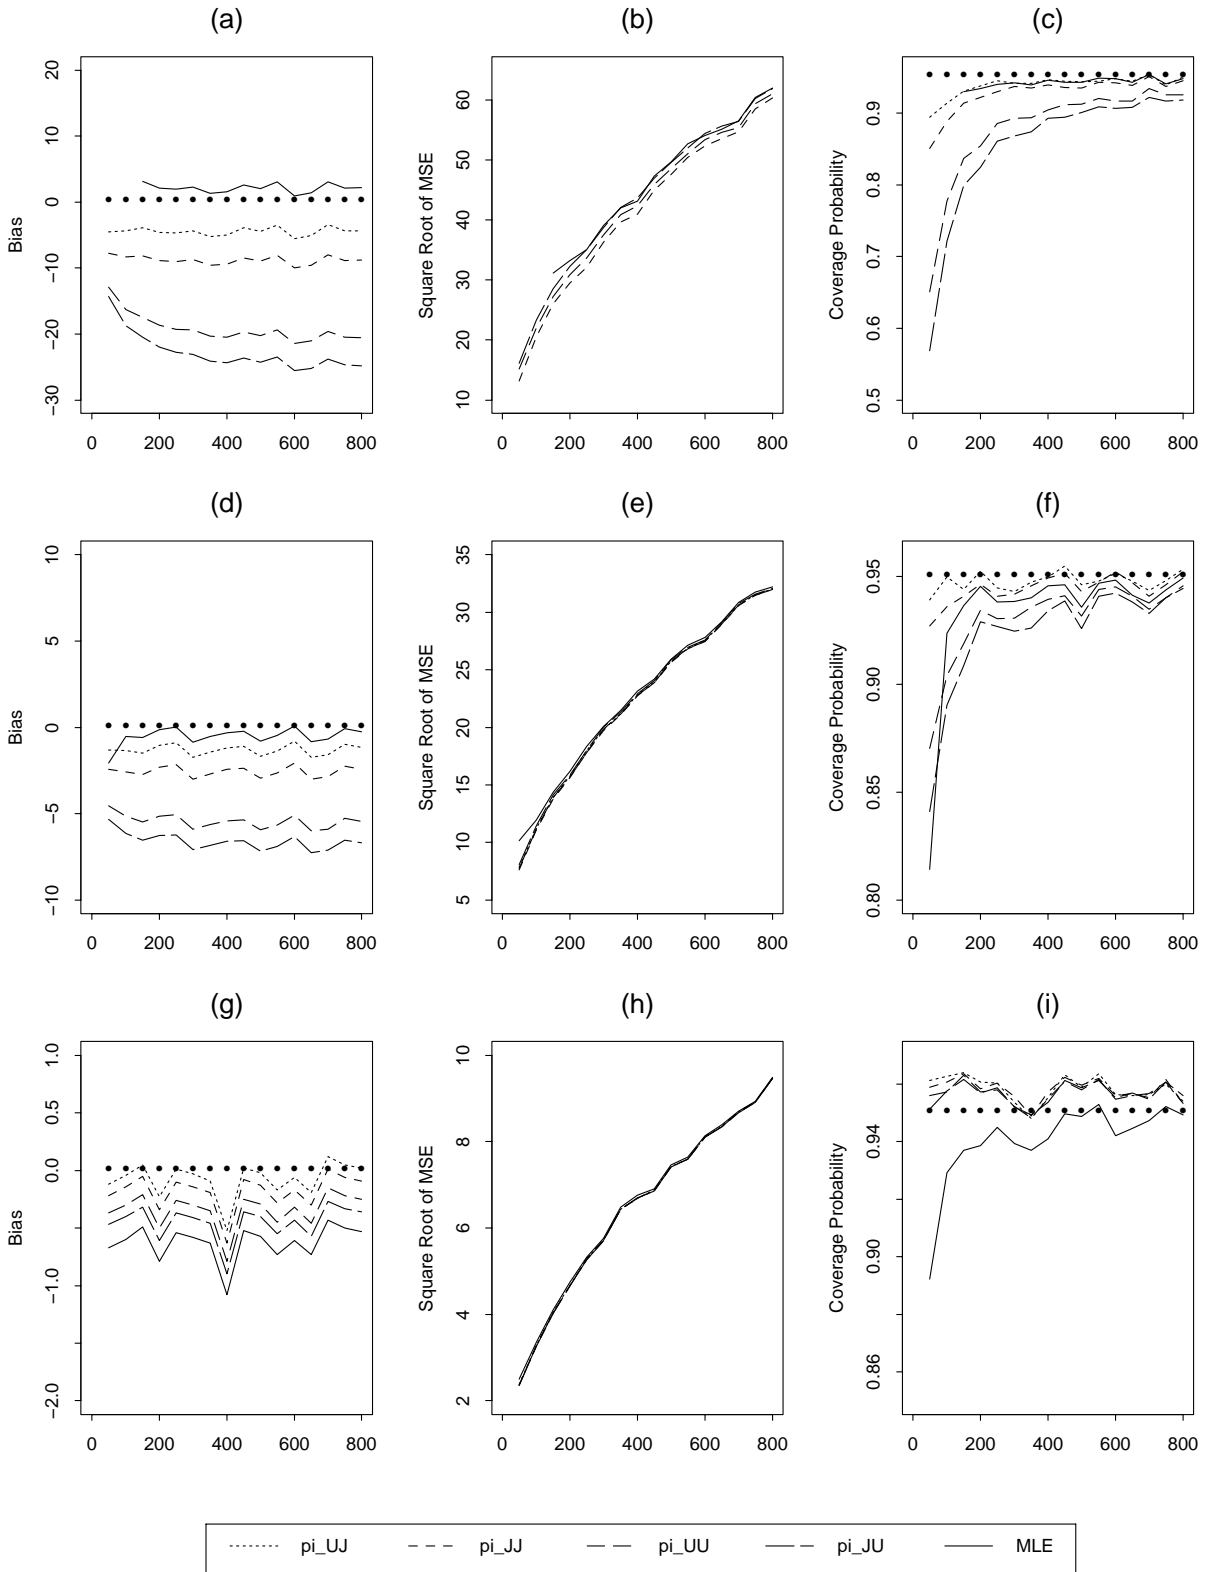 (a) (b) (c)
Bias
20
10
0
−10
−20
−30
0 200 400 600 800
Square Root of MSE
60
50
40
30
20
10
0 200 400 600 800
Coverage Probability
0.9
0.8
0.7
0.6
0.5
0 200 400 600 800
(d) (e) (f)
Bias
10
5
0
−5
−10
0 200 400 600 800
Square Root of MSE
35
30
25
20
15
10
5
0 200 400 600 800
Coverage Probability
0.95
0.90
0.85
0.80
0 200 400 600 800
(g) (h) (i)
Bias
1.0
0.5
0.0
−1.0
−2.0
0 200 400 600 800
Square Root of MSE
10
8
6
4
2
0 200 400 600 800
Coverage Probability
0.94
0.90
0.86
0 200 400 600 800
pi_UJ pi_JJ pi_UU pi_JU MLE